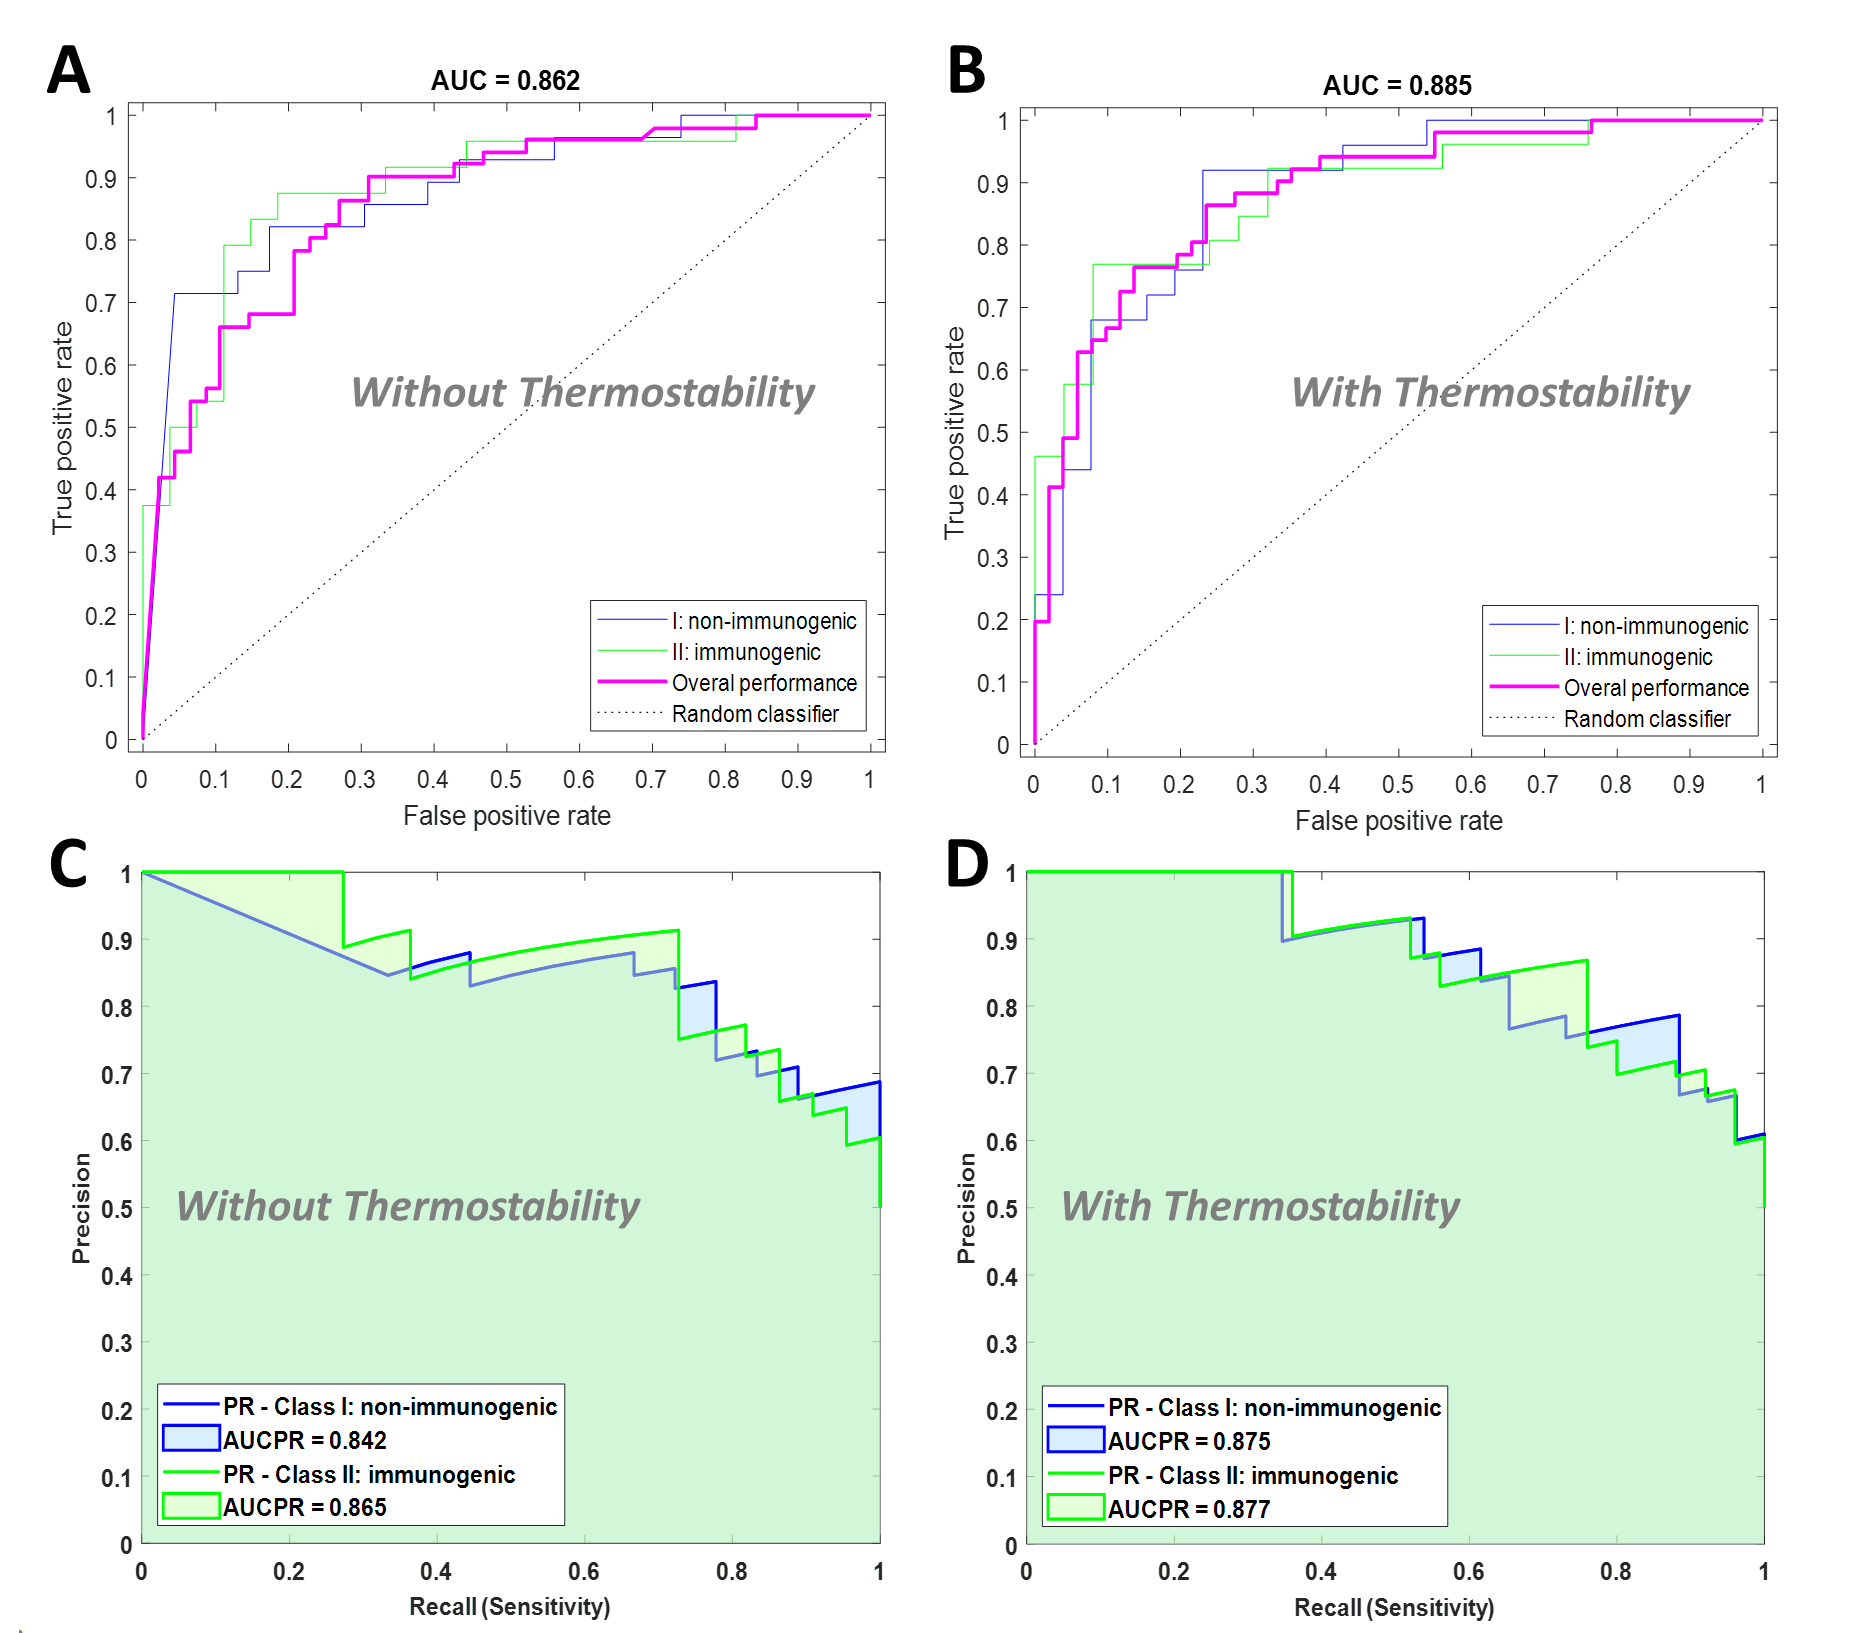 A
AUC = 0.862
1
0.9
0.8
0.7
0.6
0.5
0.4
0.3
0.2
0.1
0
True positive rate
Without Thermostability
I: non-immunogenic
II: immunogenic
Overal performance
Random classifier
0 0.1 0.2 0.3 0.4 0.5 0.6 0.7 0.8 0.9 1
False positive rate
B
AUC = 0.885
1
0.9
0.8
0.7
0.6
0.5
0.4
0.3
0.2
0.1
0
True positive rate
With Thermostability
I: non-immunogenic
II: immunogenic
Overal performance
Random classifier
0 0.1 0.2 0.3 0.4 0.5 0.6 0.7 0.8 0.9 1
False positive rate
C
1
0.9
0.8
0.7
0.6
0.5
0.4
0.3
0.2
0.1
0
Precision
Without Thermostability
PR - Class I: non-immunogenic
AUCPR = 0.842
PR - Class II: immunogenic
AUCPR = 0.865
0 0.2 0.4 0.6 0.8 1
Recall (Sensitivity)
D
1
0.9
0.8
0.7
0.6
0.5
0.4
0.3
0.2
0.1
0
Precision
With Thermostability
PR - Class I: non-immunogenic
AUCPR = 0.875
PR - Class II: immunogenic
AUCPR = 0.877
0 0.2 0.4 0.6 0.8 1
Recall (Sensitivity)